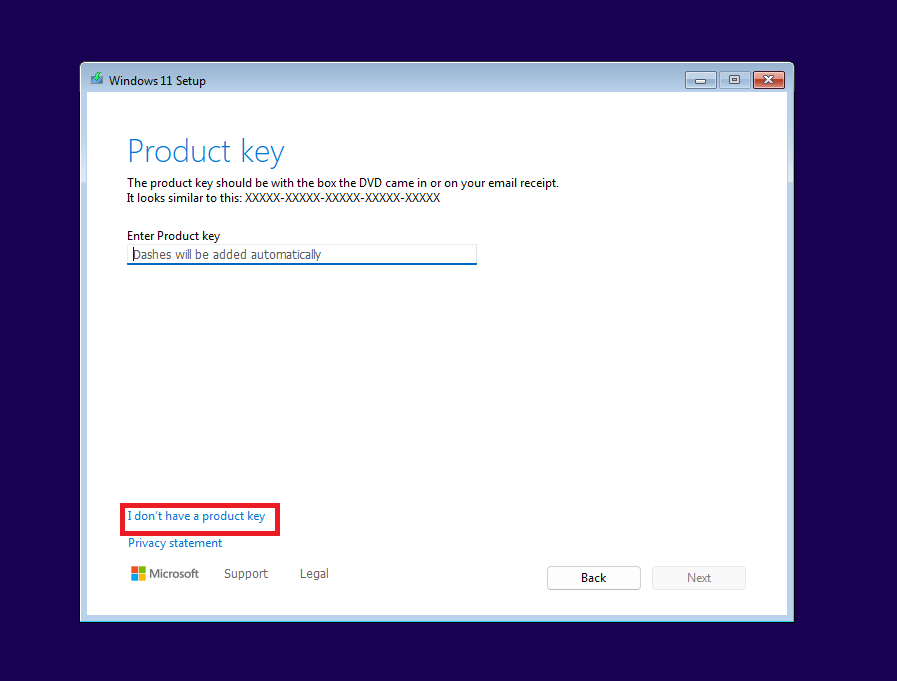 Windows 11 Setup
Product key
The product key should be with the box the DVD came in or on your email receipt.
It looks similar to this: XXXXX-XXXXX-XXXXX-XXXXX-XXXXX
Enter Product key
Dashes will be added automatically
I don't have a product key
Privacy statement
Microsoft Support Legal
Back Next